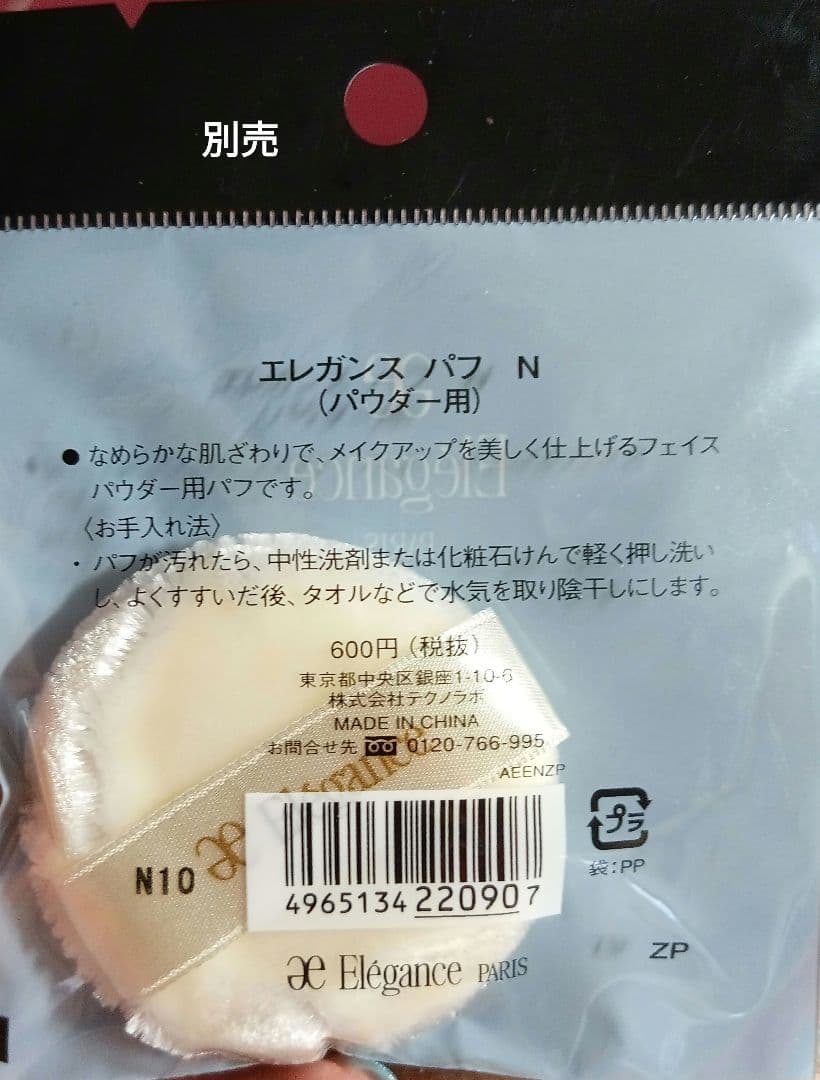 別売
エレガンス パフ N
(パウダー用)
● なめらかな肌ざわりで、メイクアップを美しく仕上げるフェイス
パウダー用パフです。
〈お手入れ法〉
・パフが汚れたら、中性洗剤または化粧石けんで軽く押し洗い
し、よくすすいだ後、タオルなどで水気を取り陰干しにします。
600円(税抜)
東京都中央区銀座1-10-6
株式会社テクノラボ
MADE IN CHINA
お問合せ先 0120-766-995
AEENZP
æ Elégance
N10
4965134220907
プラ
袋:PP
æ Elégance PARIS
ZP